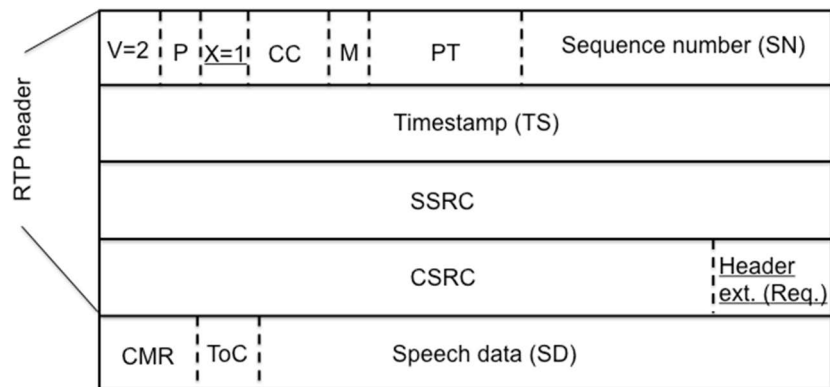 RTP header
V=2 P X=1 CC M PT Sequence number (SN)
Timestamp (TS)
SSRC
CSRC
Header
ext. (Req.)
CMR ToC Speech data (SD)